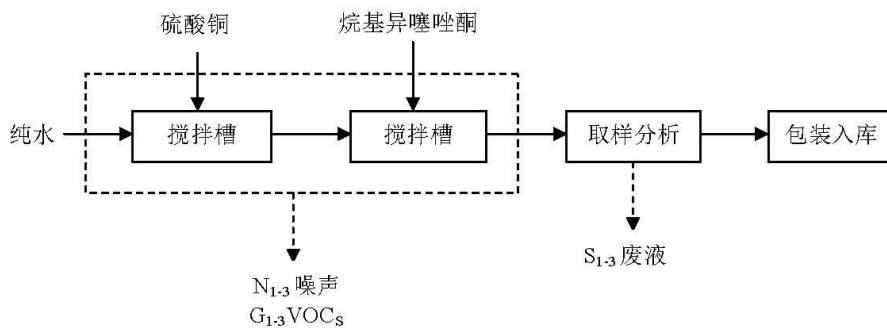 硫酸铜
烷基异噻唑酮
纯水
搅拌槽
搅拌槽
取样分析
包装入库
S1-3废液
N1-3噪声
G1-3VOCS